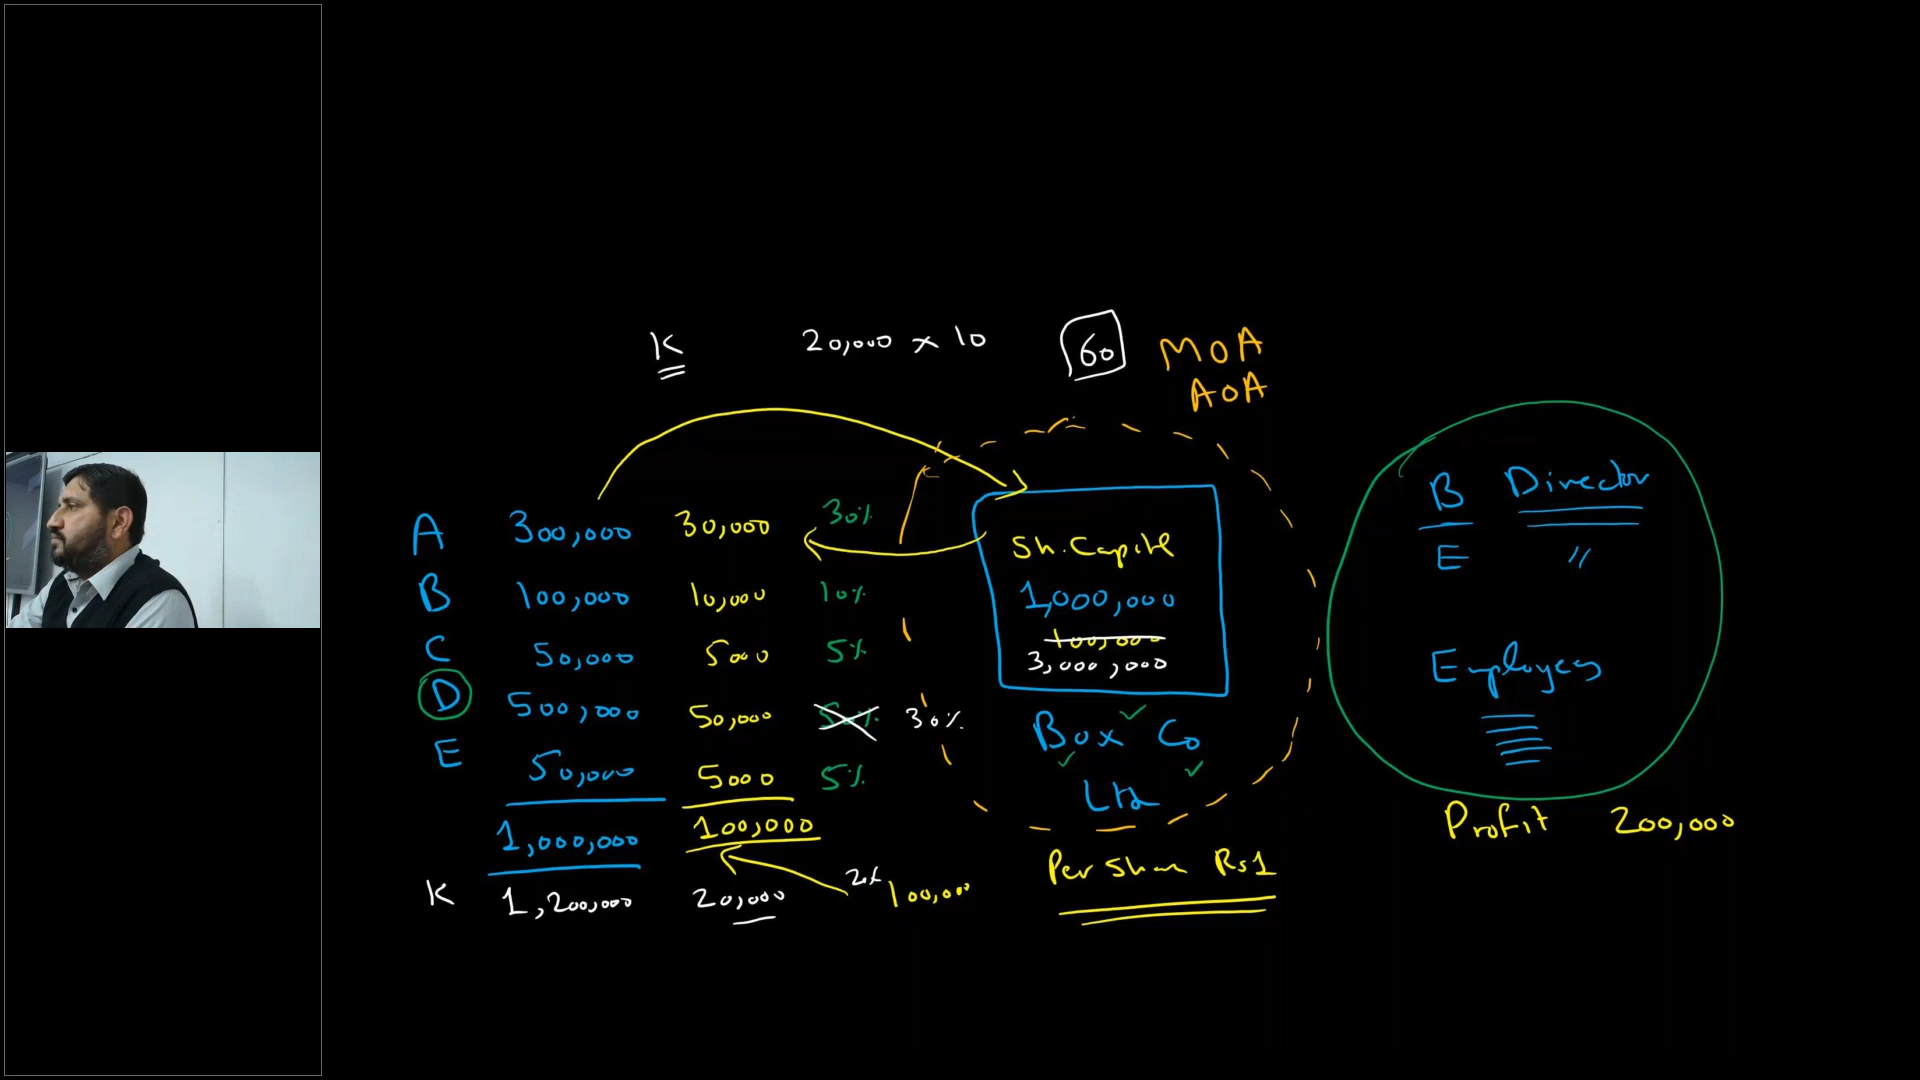 K 20,000 x 10 60 MOA
AOA
A 300,000 30,000 30%
B 100,000 10,000 10%
C 50,000 5000 5%
D 500,000 50,000 50% 30%
E 50,000 5000 5%
1,000,000 100,000
K 1,200,000 20,000 100,000
Sh. Capital
1,000,000
100,000
3,000,000
Box Co
Ltd
Per Share Rs1
B Director
E "
Employees
Profit 200,000